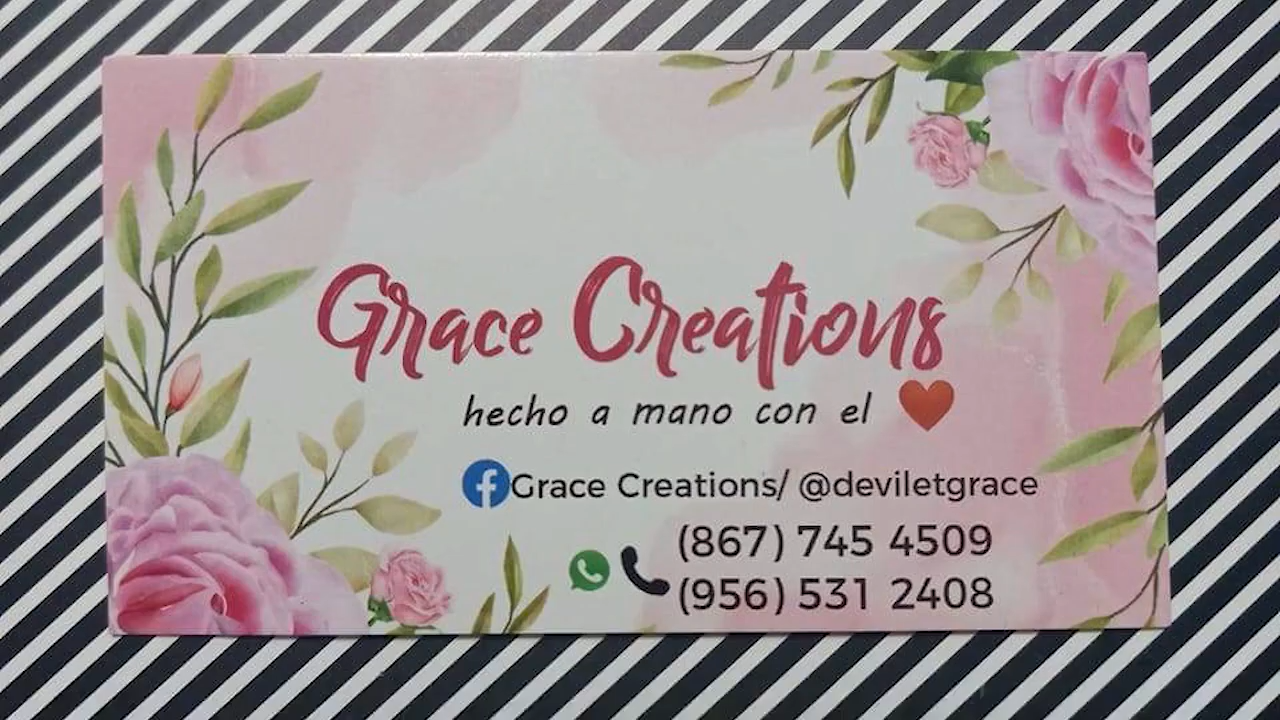 Grace Creations
hecho a mano con el
Grace Creations/ @deviletgrace
(867) 745 4509
(956) 531 2408